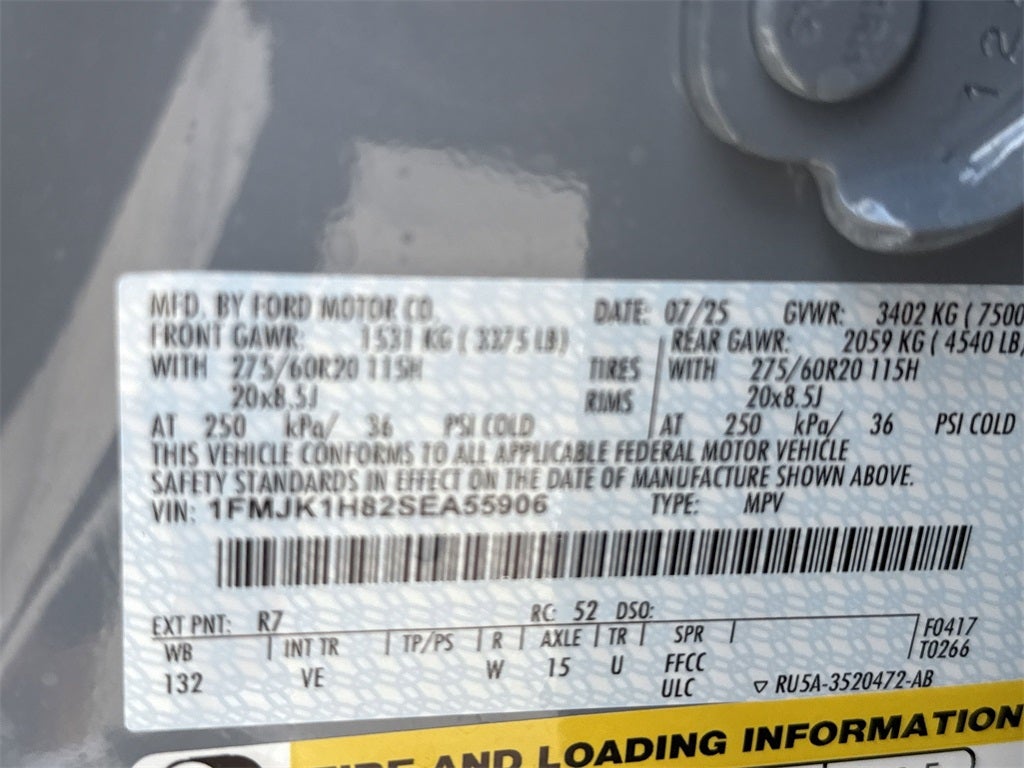 12
MFD. BY FORD MOTOR CO. DATE: 07/25 GVWR: 3402 KG ( 7500
FRONT GAWR: 1531 KG ( 3375 LB) REAR GAWR: 2059 KG ( 4540 LB)
WITH 275/60R20 115H TIRES WITH 275/60R20 115H
20x8.5J RIMS 20x8.5J
AT 250 kPa/ 36 PSI COLD AT 250 kPa/ 36 PSI COLD
THIS VEHICLE CONFORMS TO ALL APPLICABLE FEDERAL MOTOR VEHICLE
SAFETY STANDARDS IN EFFECT ON THE DATE OF MANUFACTURE SHOWN ABOVE.
VIN: 1FMJK1H82SEA55906 TYPE: MPV
EXT PNT: R7 RC: 52 DSO: F0417
WB INT TR TP/PS R AXLE TR SPR T0266
132 VE W 15 U FFCC
ULC ▽ RU5A-3520472-AB
TIRE AND LOADING INFORMATION